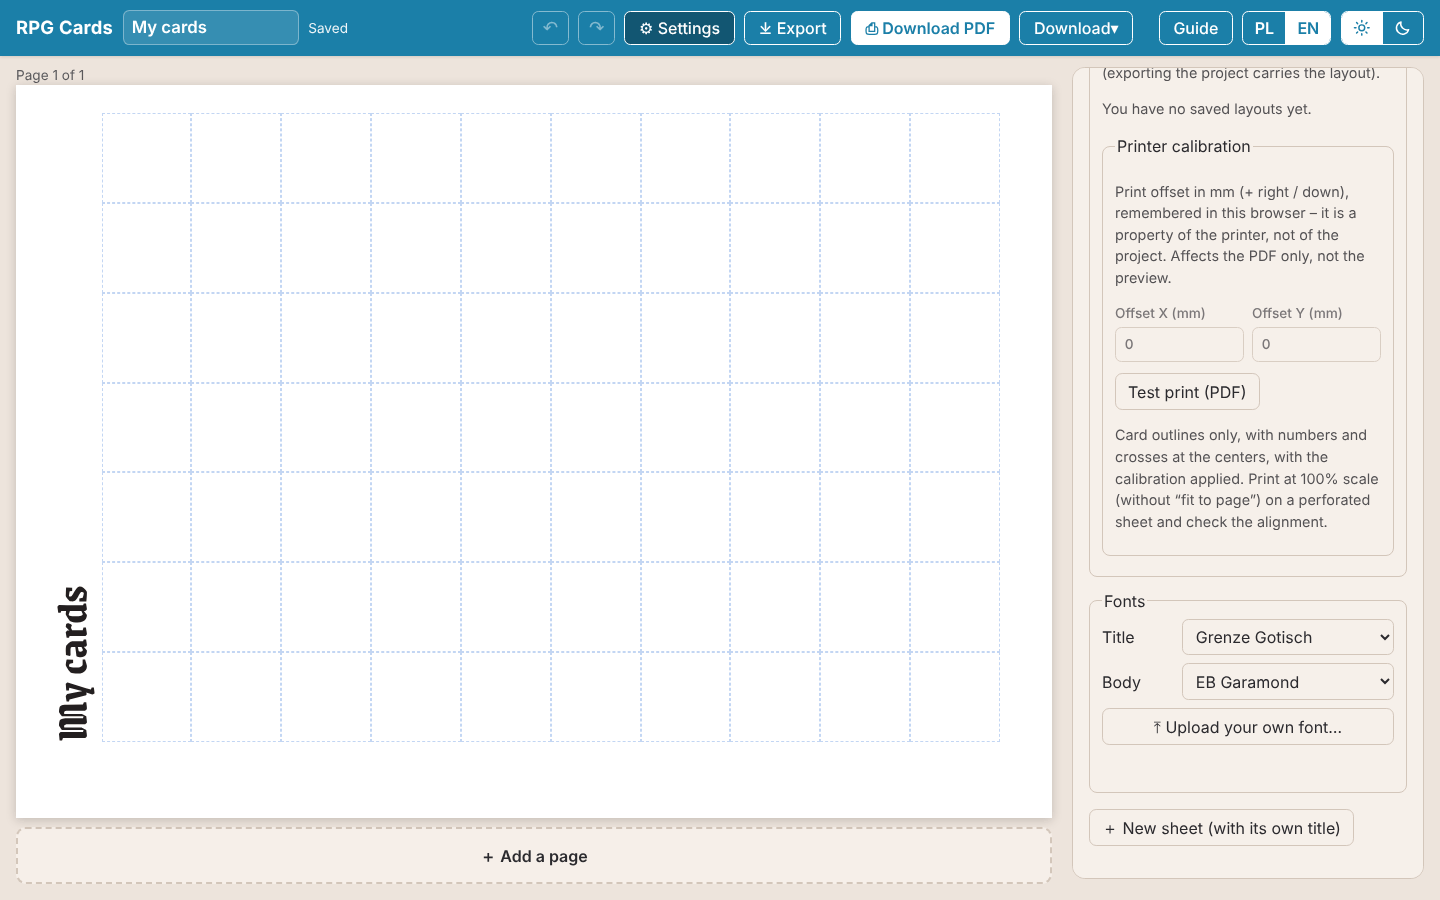 RPG Cards
My cards
Saved
↶
↷
⚙ Settings
Export
⎙ Download PDF
Download▾
Guide
PL
EN
Page 1 of 1
My cards
+ Add a page
(exporting the project carries the layout).
You have no saved layouts yet.
Printer calibration
Print offset in mm (+ right / down),
remembered in this browser – it is a
property of the printer, not of the
project. Affects the PDF only, not the
preview.
Offset X (mm)
Offset Y (mm)
0
0
Test print (PDF)
Card outlines only, with numbers and
crosses at the centers, with the
calibration applied. Print at 100% scale
(without “fit to page”) on a perforated
sheet and check the alignment.
Fonts
Title
Grenze Gotisch
Body
EB Garamond
⤒ Upload your own font...
+ New sheet (with its own title)